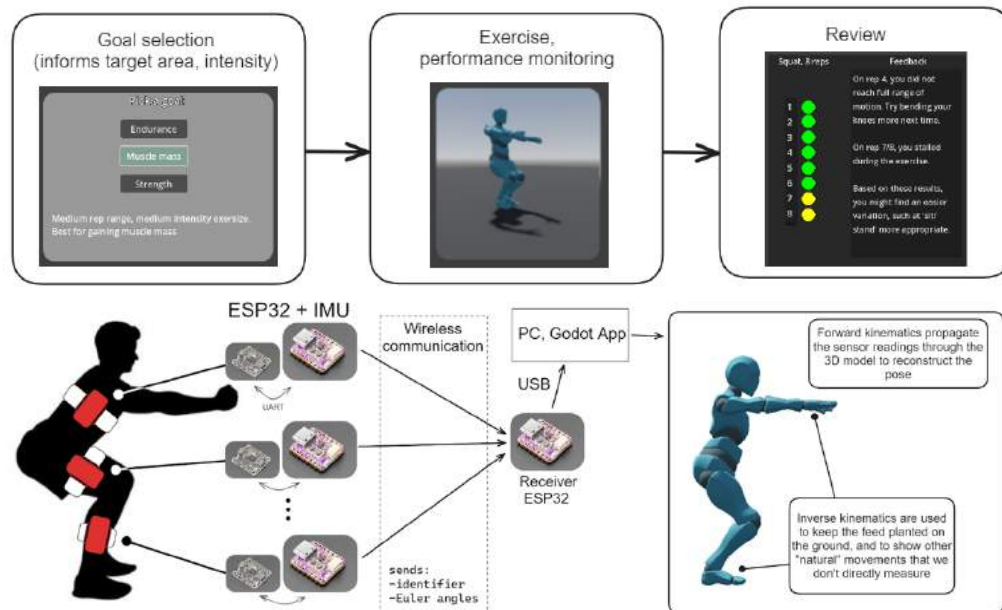 Goal selection
(informs target area, intensity)
Endurance
Muscle mass
Strength
Medium rep range, medium intensity exersize.
Best for gaining muscle mass
Exercise,
performance monitoring
Review
Squat, 8 reps
Feedback
1
2
3
4
5
6
7
8
On rep 4, you did not
reach full range of
motion. Try bending your
knees more next time.
On rep 7/8, you stalled
during the exercise.
Based on these results,
you might find an easier
variation, such at 'sit/
stand' more appropriate.
ESP32 + IMU
UART
Wireless
communication
sends:
-identifier
-Euler angles
PC, Godot App
USB
Receiver
ESP32
Forward kinematics propagate
the sensor readings through the
3D model to reconstruct the
pose
Inverse kinematics are used
to keep the feed planted on
the ground, and to show other
"natural" movements that we
don't directly measure